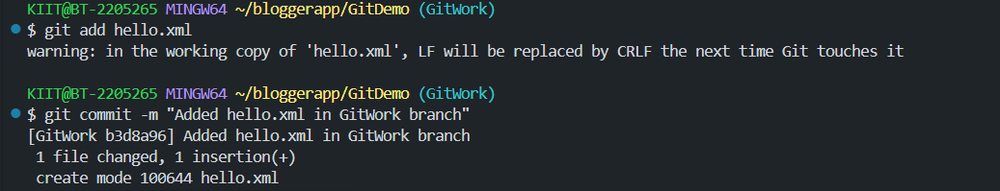 KIIT@BT-2205265 MINGW64 ~/bloggerapp/GitDemo (GitWork)
$ git add hello.xml
warning: in the working copy of 'hello.xml', LF will be replaced by CRLF the next time Git touches it
KIIT@BT-2205265 MINGW64 ~/bloggerapp/GitDemo (GitWork)
$ git commit -m "Added hello.xml in GitWork branch"
[GitWork b3d8a96] Added hello.xml in GitWork branch
 1 file changed, 1 insertion(+)
 create mode 100644 hello.xml